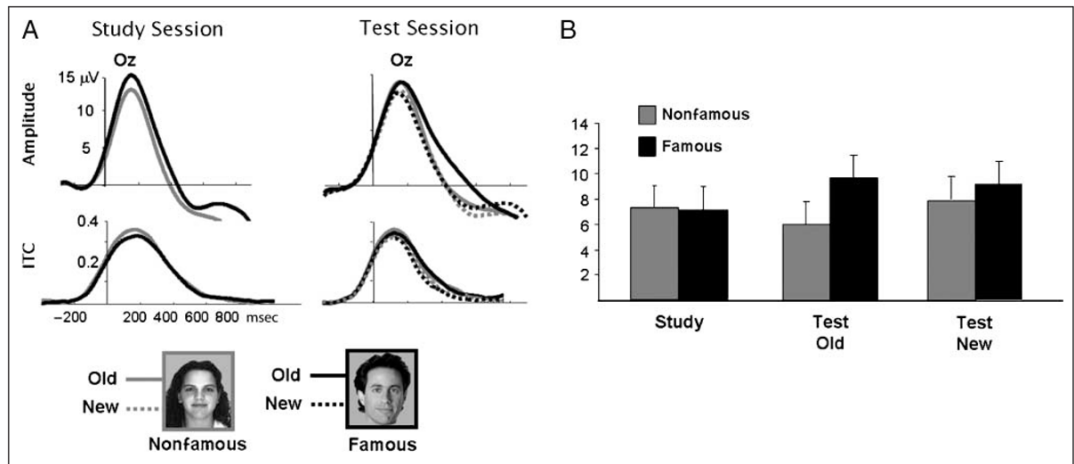 A
Study Session
Test Session
B
Oz
Oz
Amplitude
15 μV
10
5
ITC
0.4
0.2
−200
200 400 600 800 msec
Old
New
Nonfamous
Old
New
Famous
Nonfamous
Famous
14
12
10
8
6
4
2
Study
Test
Old
Test
New